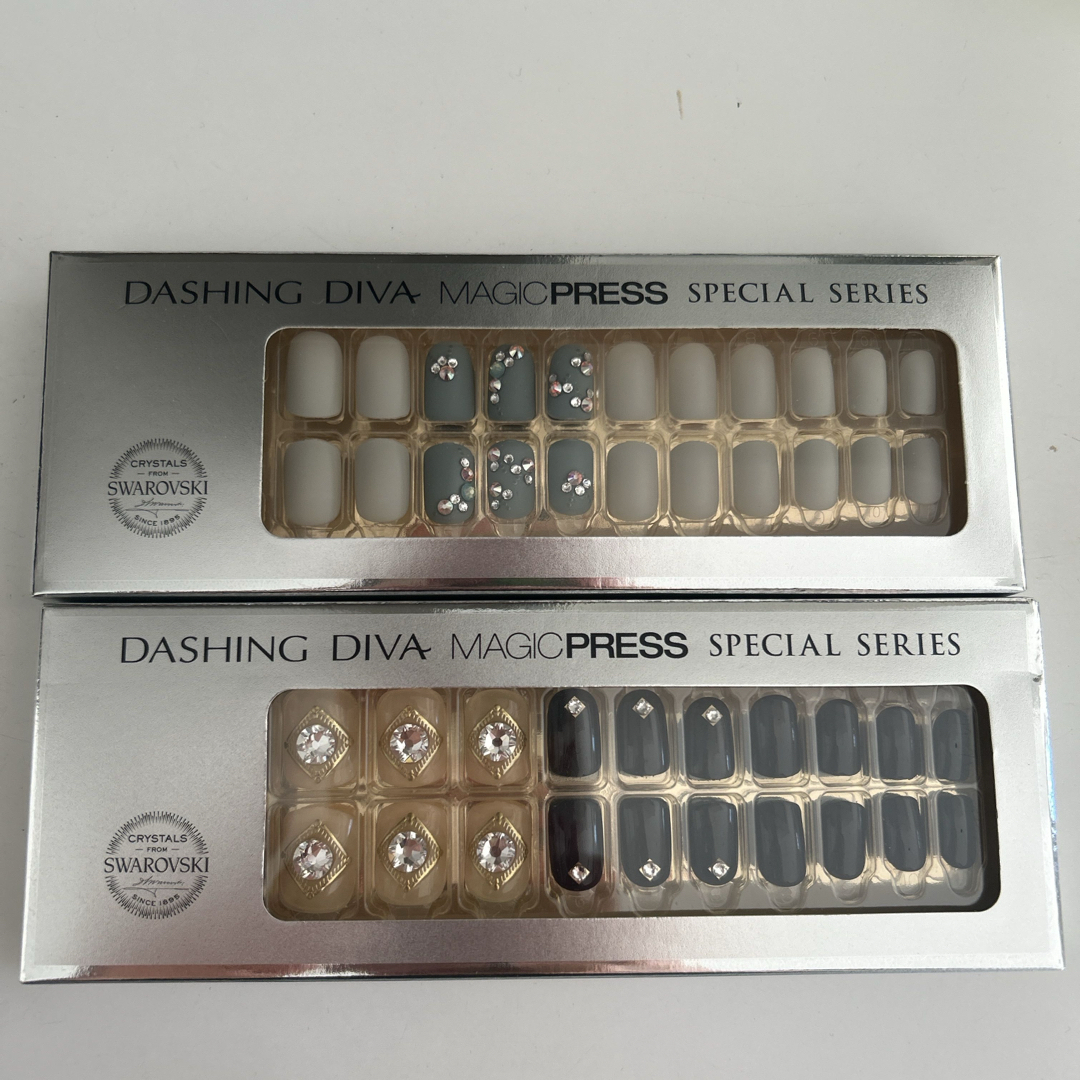 DASHING DIVA MAGICPRESS SPECIAL SERIES
CRYSTALS
FROM
SWAROVSKI
SINCE 1895
DASHING DIVA MAGICPRESS SPECIAL SERIES
CRYSTALS
FROM
SWAROVSKI
SINCE 1895